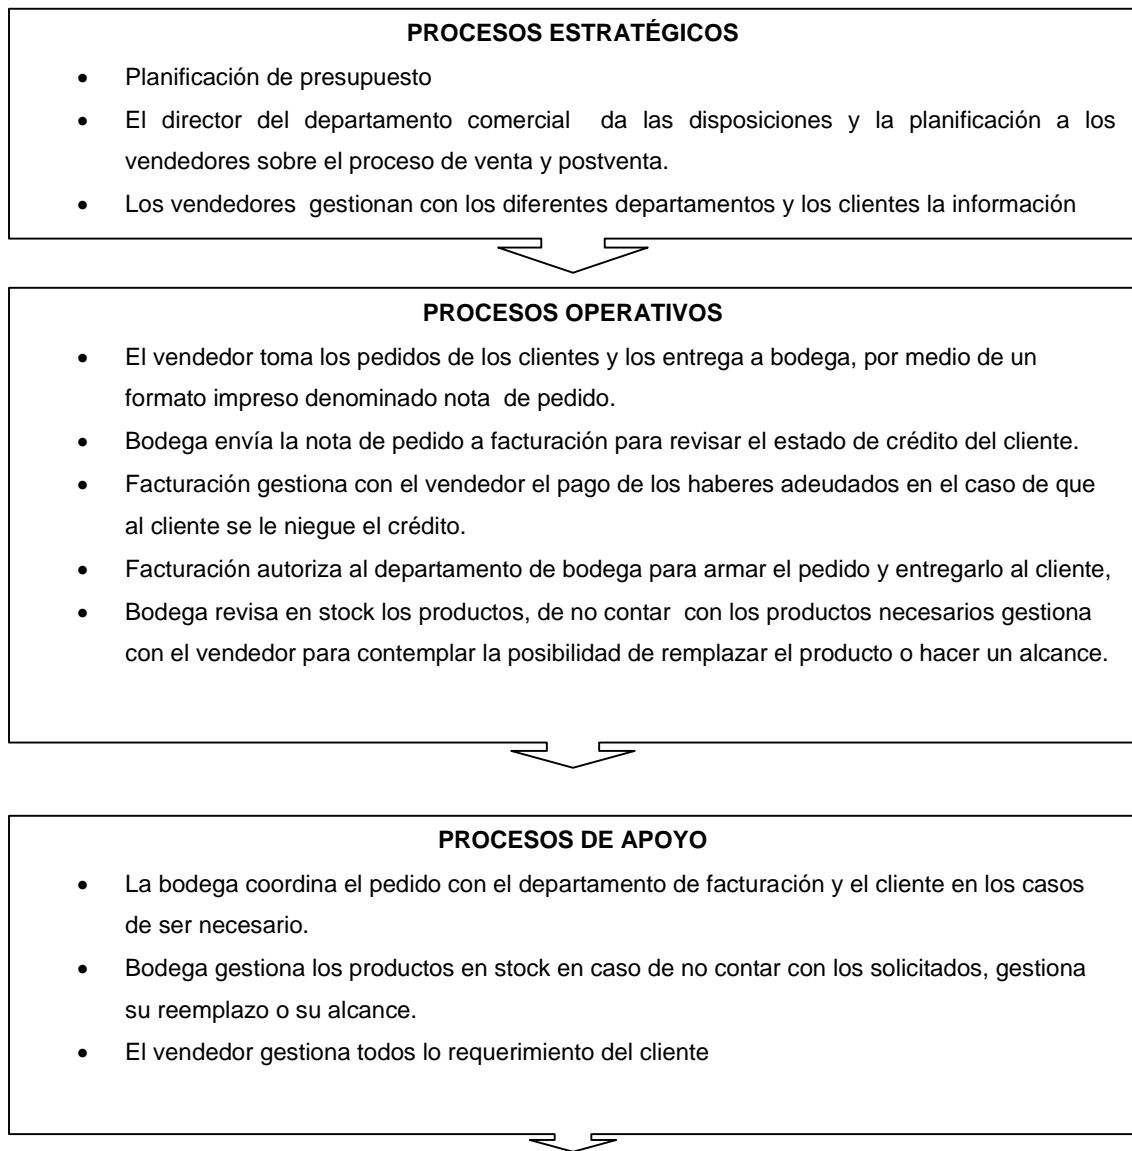 PROCESOS ESTRATÉGICOS
• Planificación de presupuesto
• El director del departamento comercial da las disposiciones y la planificación a los
vendedores sobre el proceso de venta y postventa.
• Los vendedores gestionan con los diferentes departamentos y los clientes la información
PROCESOS OPERATIVOS
• El vendedor toma los pedidos de los clientes y los entrega a bodega, por medio de un
formato impreso denominado nota de pedido.
• Bodega envía la nota de pedido a facturación para revisar el estado de crédito del cliente.
• Facturación gestiona con el vendedor el pago de los haberes adeudados en el caso de que
al cliente se le niegue el crédito.
• Facturación autoriza al departamento de bodega para armar el pedido y entregarlo al cliente,
• Bodega revisa en stock los productos, de no contar con los productos necesarios gestiona
con el vendedor para contemplar la posibilidad de remplazar el producto o hacer un alcance.
PROCESOS DE APOYO
• La bodega coordina el pedido con el departamento de facturación y el cliente en los casos
de ser necesario.
• Bodega gestiona los productos en stock en caso de no contar con los solicitados, gestiona
su reemplazo o su alcance.
• El vendedor gestiona todos lo requerimiento del cliente